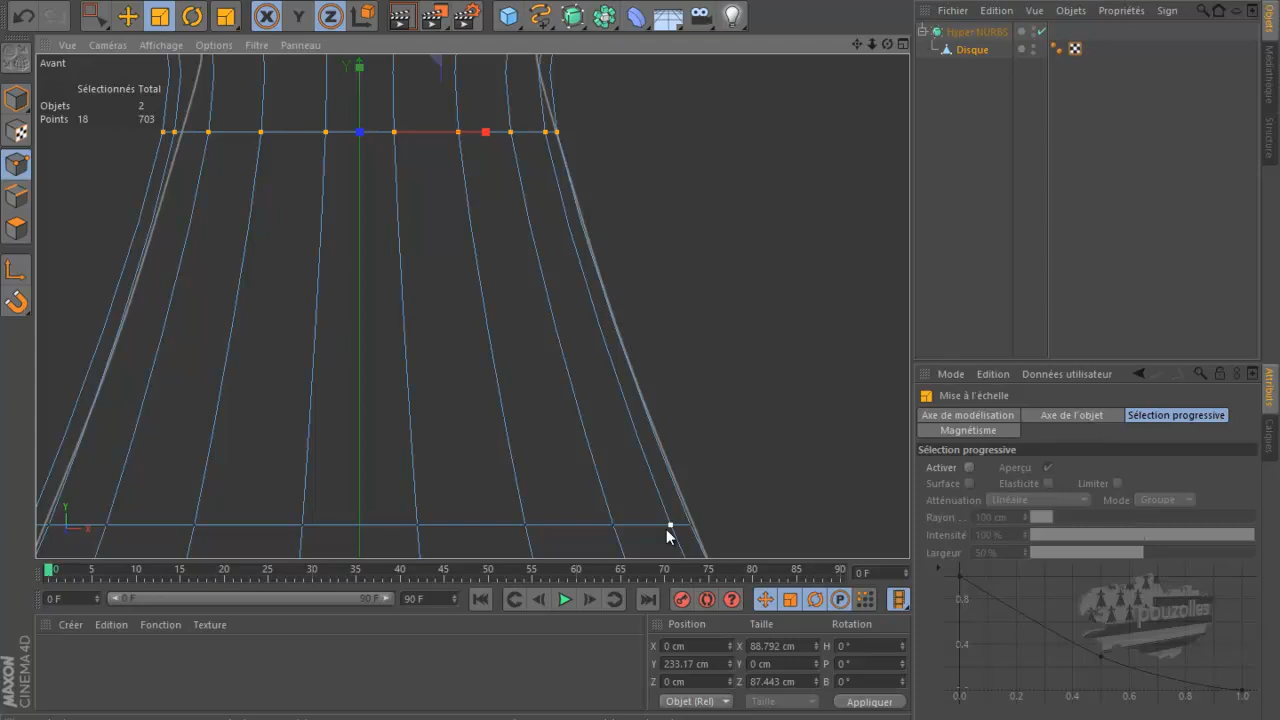 X Y Z
Fichier Edition Vue Objets Propriétés Sign
Vue Caméras Affichage Options Filtre Panneau
Hyper NURBS
Disque
Avant
Y
Sélectionnés Total
Objets 2
Points 18 703
Objets
Médiathèque
Structure
Mode Edition Données utilisateur
Mise à l'échelle
Axe de modélisation Axe de l'objet Sélection progressive
Magnétisme
Sélection progressive
Activer Aperçu
Surface Elasticité Limiter
Atténuation Linéaire Mode Groupe
Rayon . . . 100 cm
Intensité 100 %
Largeur 50 %
Attributs
Calques
Y
X
0 5 10 15 20 25 30 35 40 45 50 55 60 65 70 75 80 85 90 0 F
0 F 0 F 90 F 90 F
P
0.8
0.4
0.0 0.2 0.4 0.6 0.8 1.0
pouzolles
Créer Edition Fonction Texture
Position Taille Rotation
X 0 cm X 88.792 cm H 0 °
Y 233.17 cm Y 0 cm P 0 °
Z 0 cm Z 87.443 cm B 0 °
Objet (Rel) Taille Appliquer
MAXON
CINEMA 4D